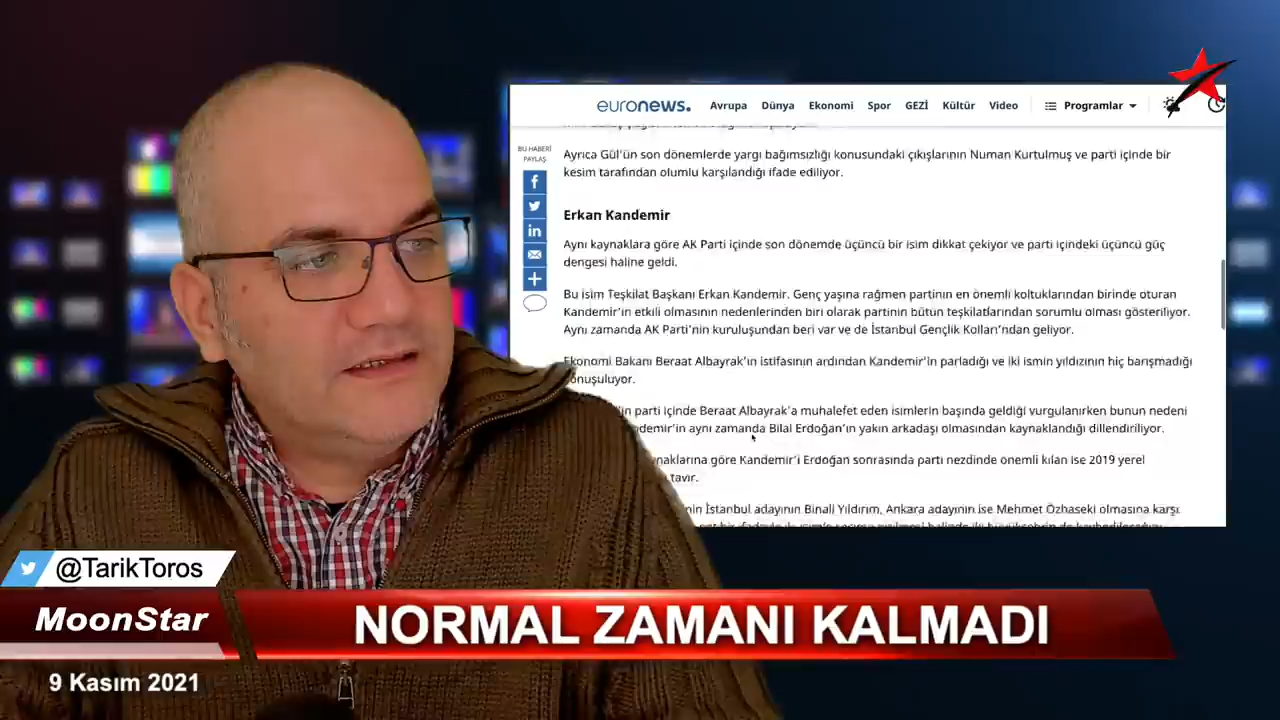 euronews.
Avrupa Dünya Ekonomi Spor GEZİ Kültür Video Programlar
BU HABERİ
PAYLAŞ
Ayrıca Gül'ün son dönemlerde yargı bağımsızlığı konusundaki çıkışlarının Numan Kurtulmuş ve parti içinde bir
kesim tarafından olumlu karşılandığı ifade ediliyor.
Erkan Kandemir
Aynı kaynaklara göre AK Parti içinde son dönemde üçüncü bir isim dikkat çekiyor ve parti içindeki üçüncü güç
dengesi haline geldi.
Bu isim Teşkilat Başkanı Erkan Kandemir. Genç yaşına rağmen partinin en önemli koltuklarından birinde oturan
Kandemir'in etkili olmasının nedenlerinden biri olarak partinin bütün teşkilatlarından sorumlu olması gösteriliyor.
Aynı zamanda AK Parti'nin kuruluşundan beri var ve de İstanbul Gençlik Kolları'ndan geliyor.
Ekonomi Bakanı Beraat Albayrak'ın istifasının ardından Kandemir'in parladığı ve iki ismin yıldızının hiç barışmadığı
konuşuluyor.
parti içinde Beraat Albayrak'a muhalefet eden isimlerin başında geldiği vurgulanırken bunun nedeni
aynı zamanda Bilal Erdoğan'ın yakın arkadaşı olmasından kaynaklandığı dillendiriliyor.
göre Kandemir'i Erdoğan sonrasında parti nezdinde önemli kılan ise 2019 yerel
tavır.
İstanbul adayının Binali Yıldırım, Ankara adayının ise Mehmet Özhaseki olmasına karşı
@TarikToros
MoonStar
NORMAL ZAMANI KALMADI
9 Kasım 2021